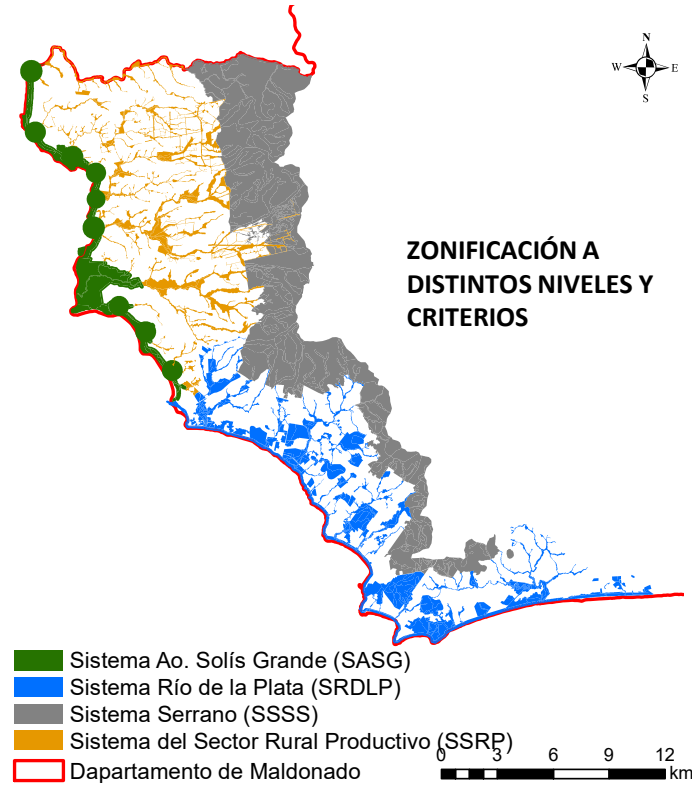 N
W E
S
ZONIFICACIÓN A
DISTINTOS NIVELES Y
CRITERIOS
Sistema Ao. Solís Grande (SASG)
Sistema Río de la Plata (SRDLP)
Sistema Serrano (SSSS)
Sistema del Sector Rural Productivo (SSRP)
Dapartamento de Maldonado
0 3 6 9 12
km